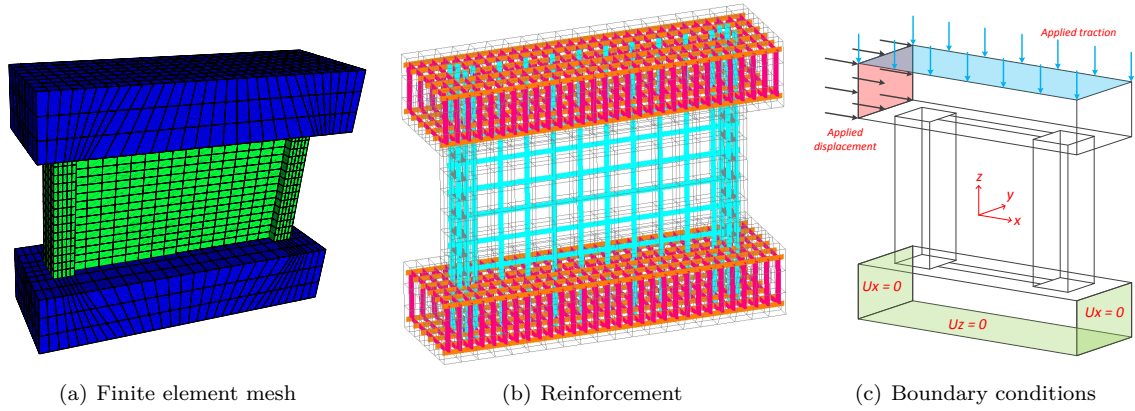 Applied traction
Applied
displacement
z
y
x
Ux = 0
Ux = 0
Uz = 0
(a) Finite element mesh
(b) Reinforcement
(c) Boundary conditions